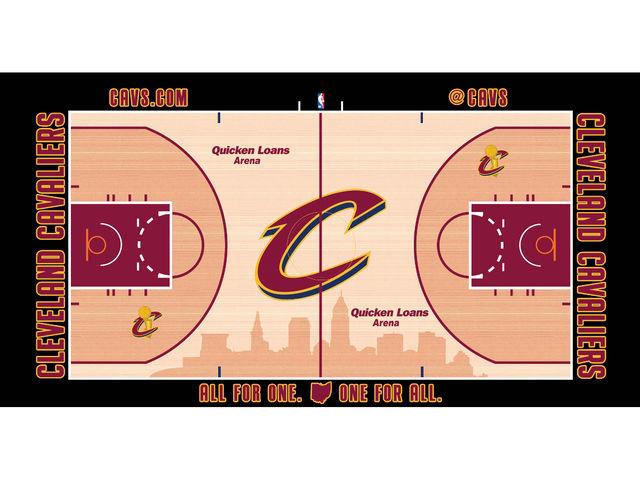 CAVS.COM
@CAVS
CLEVELAND CAVALIERS
Quicken Loans
Arena
C
Quicken Loans
Arena
CLEVELAND CAVALIERS
ALL FOR ONE. ONE FOR ALL.